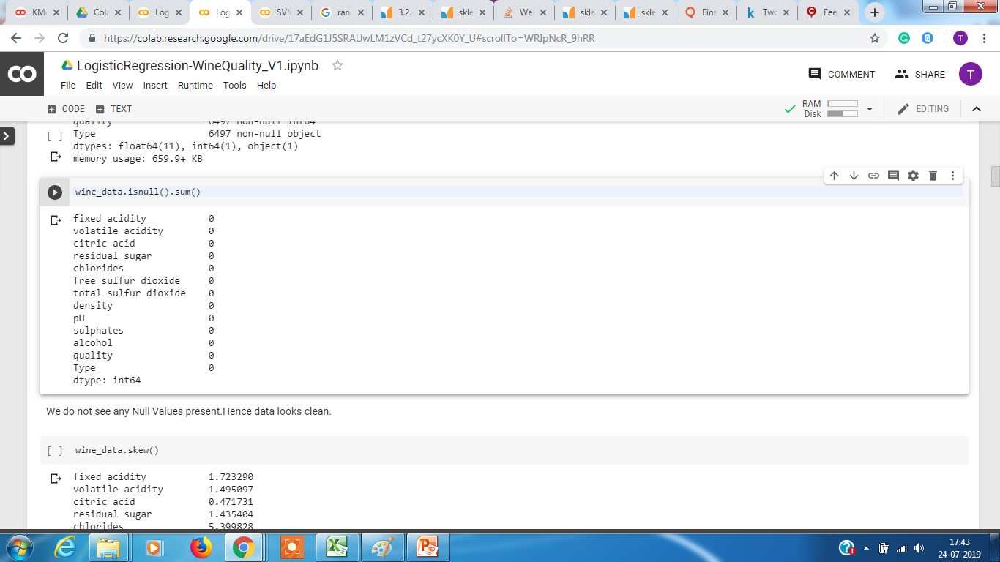 KMe
Cola
Log
Log
SVM
ranc
3.2.
skle
Wei
skle
skle
Fina
Two
Fee
https://colab.research.google.com/drive/17aEdG1J5SRAUwLM1zVCd_t27ycXK0Y_U#scrollTo=WRIpNcR_9hRR
T
CO
LogisticRegression-WineQuality_V1.ipynb
COMMENT SHARE T
File Edit View Insert Runtime Tools Help
CODE TEXT
RAM
Disk
EDITING
quality 6497 non-null int64
[ ] Type 6497 non-null object
dtypes: float64(11), int64(1), object(1)
memory usage: 659.9+ KB
wine_data.isnull().sum()
fixed acidity 0
volatile acidity 0
citric acid 0
residual sugar 0
chlorides 0
free sulfur dioxide 0
total sulfur dioxide 0
density 0
pH 0
sulphates 0
alcohol 0
quality 0
Type 0
dtype: int64
We do not see any Null Values present.Hence data looks clean.
[ ] wine_data.skew()
fixed acidity 1.723290
volatile acidity 1.495097
citric acid 0.471731
residual sugar 1.435404
chlorides 5.399828
17:43
24-07-2019